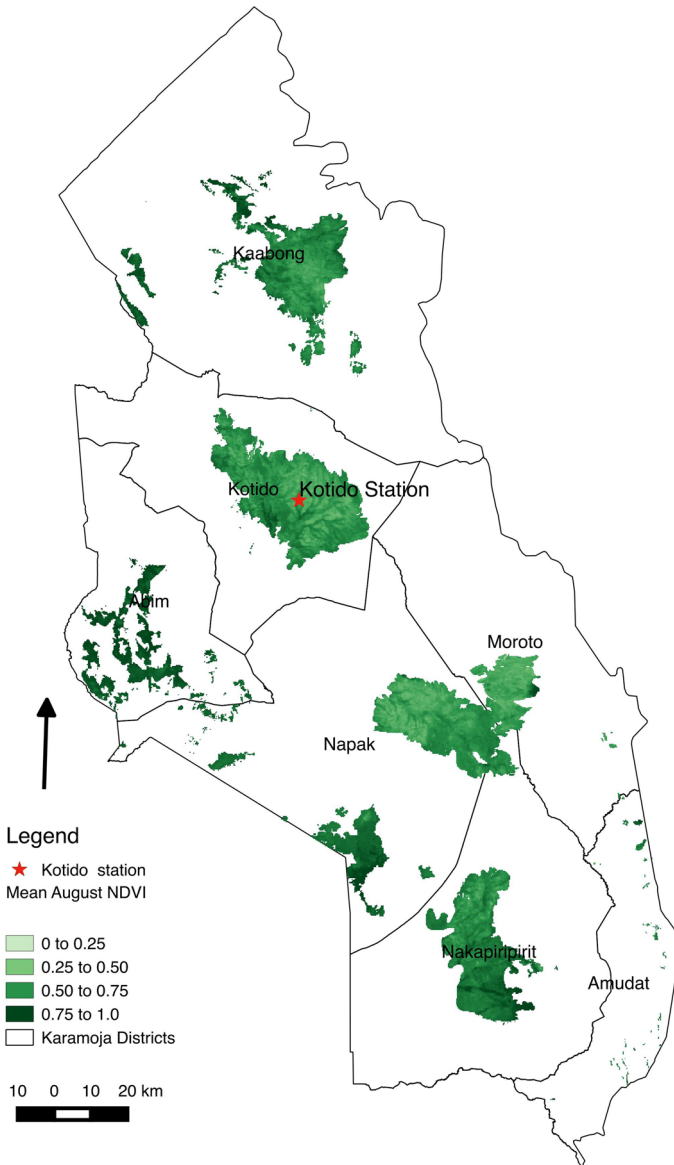 Kaabong
Kotido
Kotido Station
Abim
Moroto
Napak
Nakapiripirit
Amudat
Legend
Kotido station
Mean August NDVI
0 to 0.25
0.25 to 0.50
0.50 to 0.75
0.75 to 1.0
Karamoja Districts
10 0 10 20 km